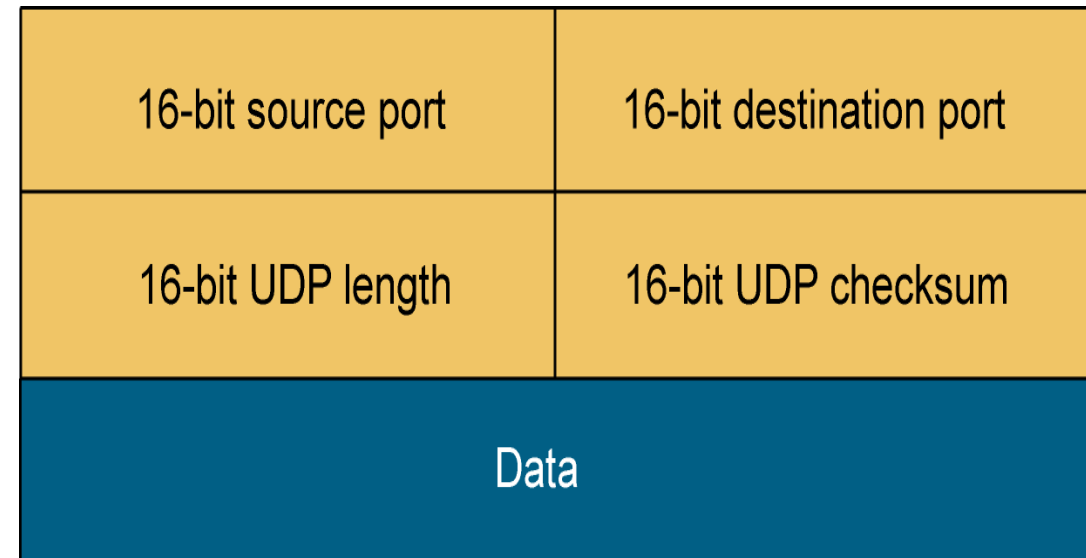 16-bit source port
16-bit destination port
16-bit UDP length
16-bit UDP checksum
Data